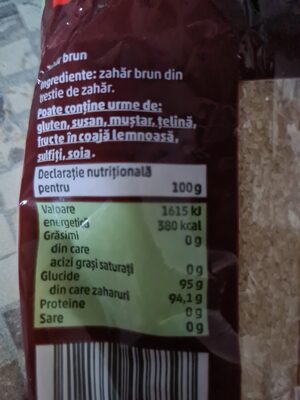 zahăr brun
Ingrediente: zahăr brun din
trestie de zahăr.
Poate conține urme de:
gluten, susan, muștar, țelină,
fructe în coajă lemnoasă,
sulfiți, soia.
Declarație nutrițională
pentru 100 g
Valoare 1615 kJ
energetică 380 kcal
Grăsimi 0 g
din care
acizi grași saturați 0 g
Glucide 95 g
din care zaharuri 94,1 g
Proteine 0 g
Sare 0 g